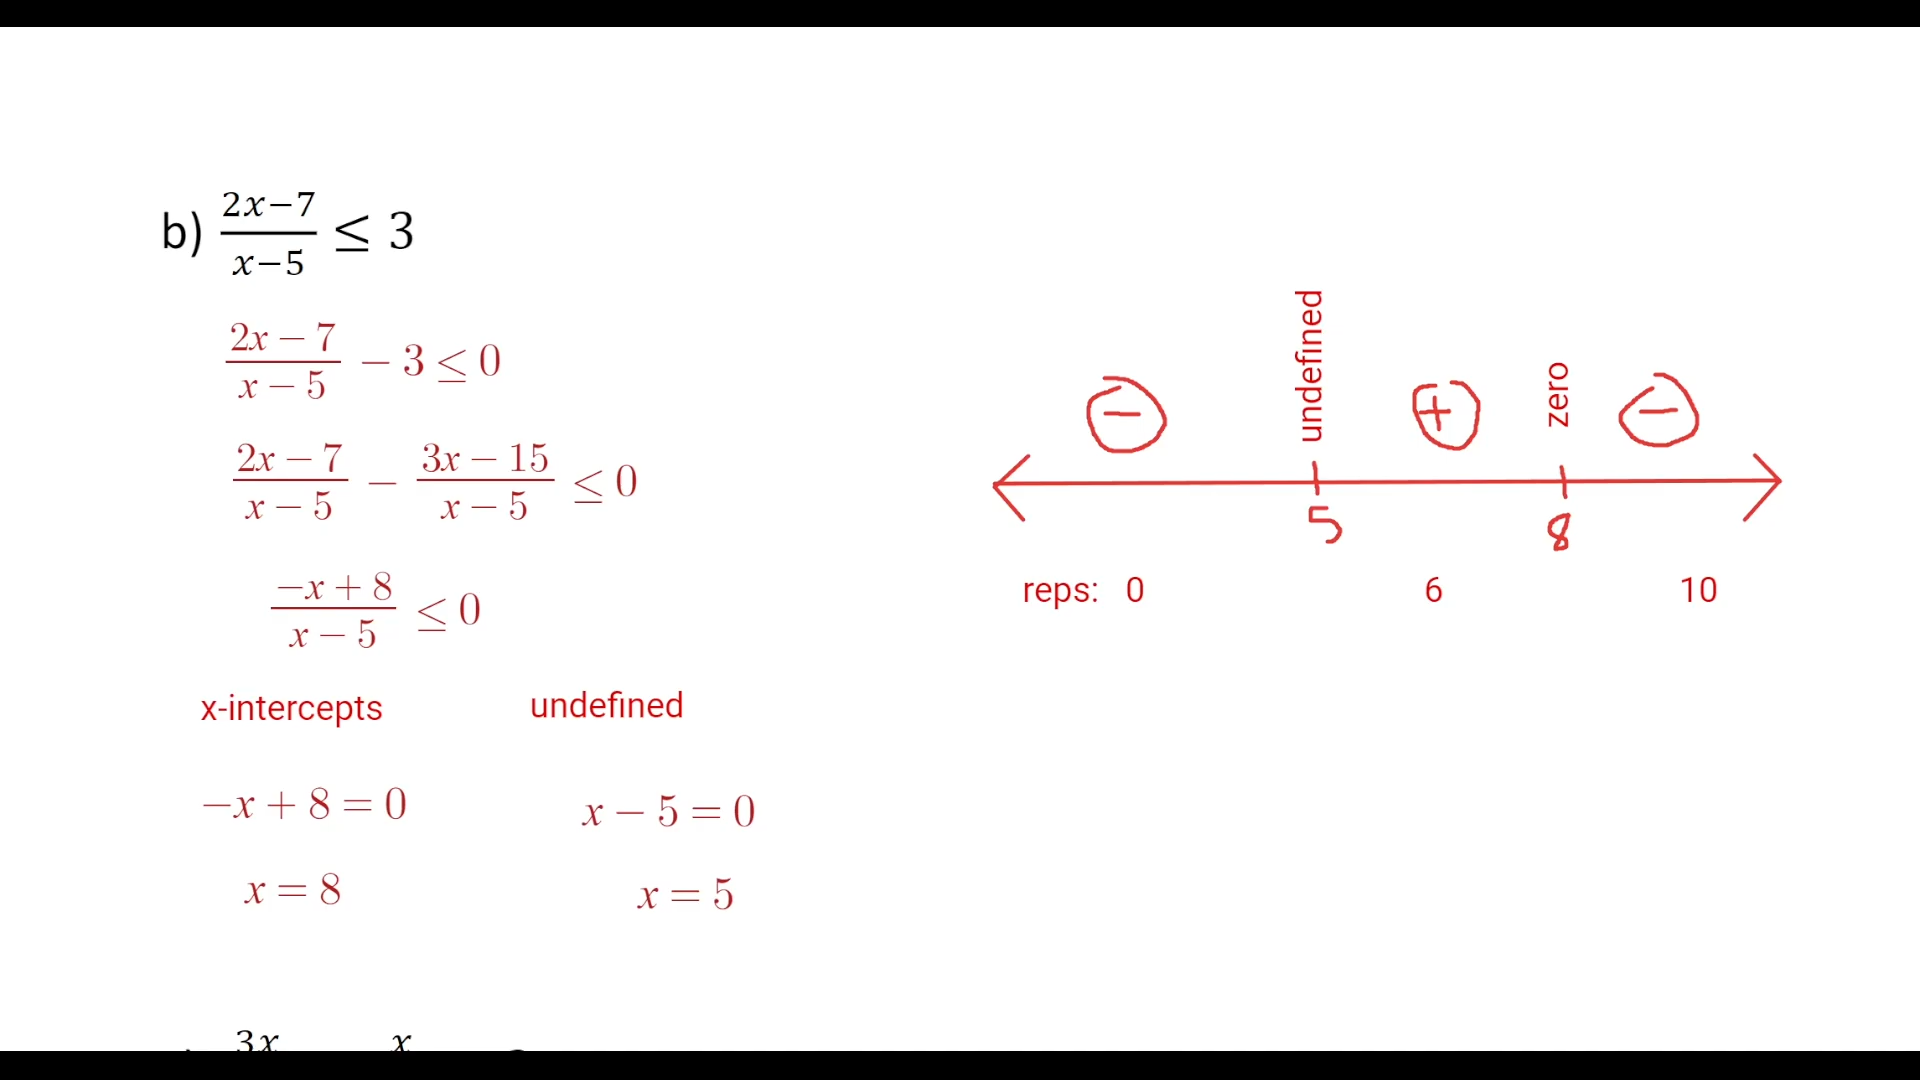 b) (2x−7)/(x−5) ≤ 3
(2x − 7)/(x − 5) − 3 ≤ 0
(2x − 7)/(x − 5) − (3x − 15)/(x − 5) ≤ 0
(−x + 8)/(x − 5) ≤ 0
x-intercepts
−x + 8 = 0
x = 8
undefined
x − 5 = 0
x = 5
− undefined + zero −
5 8
reps: 0 6 10
3x x